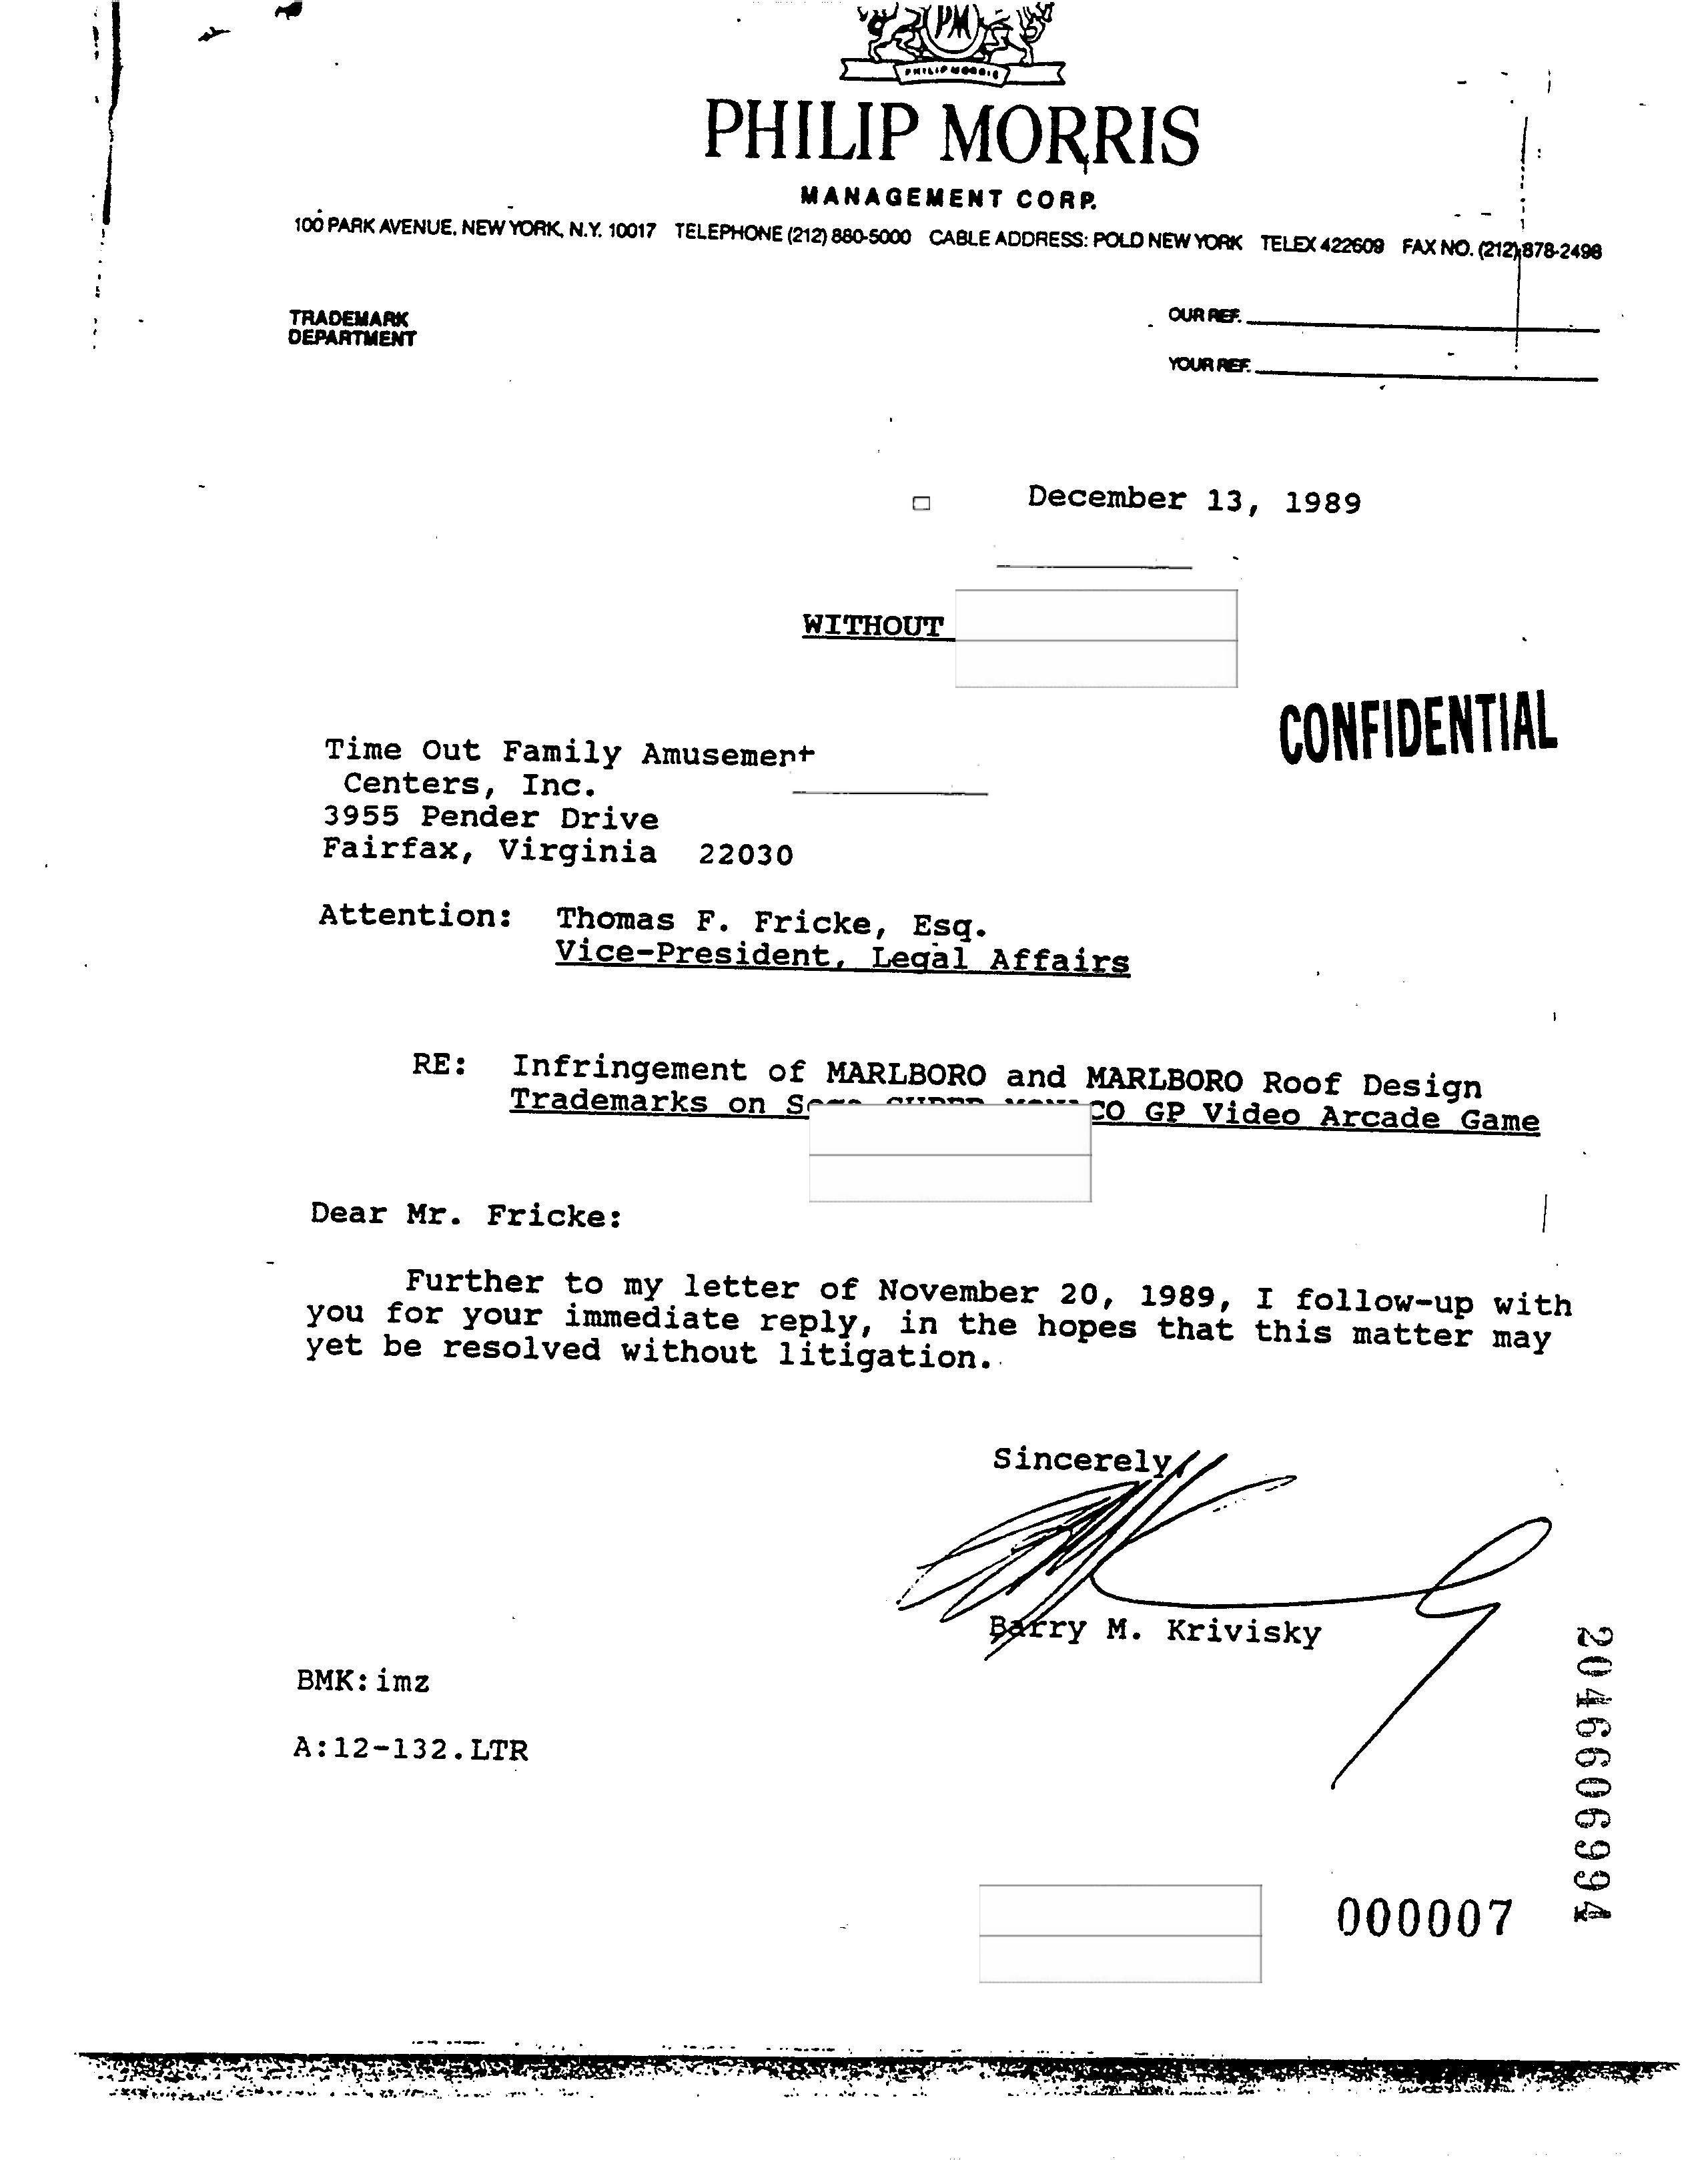 PM
PHILIP MORRIS
PHILIP MORRIS
MANAGEMENT CORP.
100 PARK AVENUE, NEW YORK, N.Y. 10017 TELEPHONE (212) 880-5000 CABLE ADDRESS: POLD NEW YORK TELEX 422609 FAX NO. (212) 878-2496
TRADEMARK
DEPARTMENT
OUR REF.
YOUR REF.
December 13, 1989
WITHOUT
CONFIDENTIAL
Time Out Family Amusement
Centers, Inc.
3955 Pender Drive
Fairfax, Virginia 22030
Attention: Thomas F. Fricke, Esq.
Vice-President, Legal Affairs
RE: Infringement of MARLBORO and MARLBORO Roof Design
Trademarks on GP Video Arcade Game
Dear Mr. Fricke:
Further to my letter of November 20, 1989, I follow-up with
you for your immediate reply, in the hopes that this matter may
yet be resolved without litigation.
Sincerely,
Barry M. Krivisky
BMK:imz
A:12-132.LTR
2046606994
000007